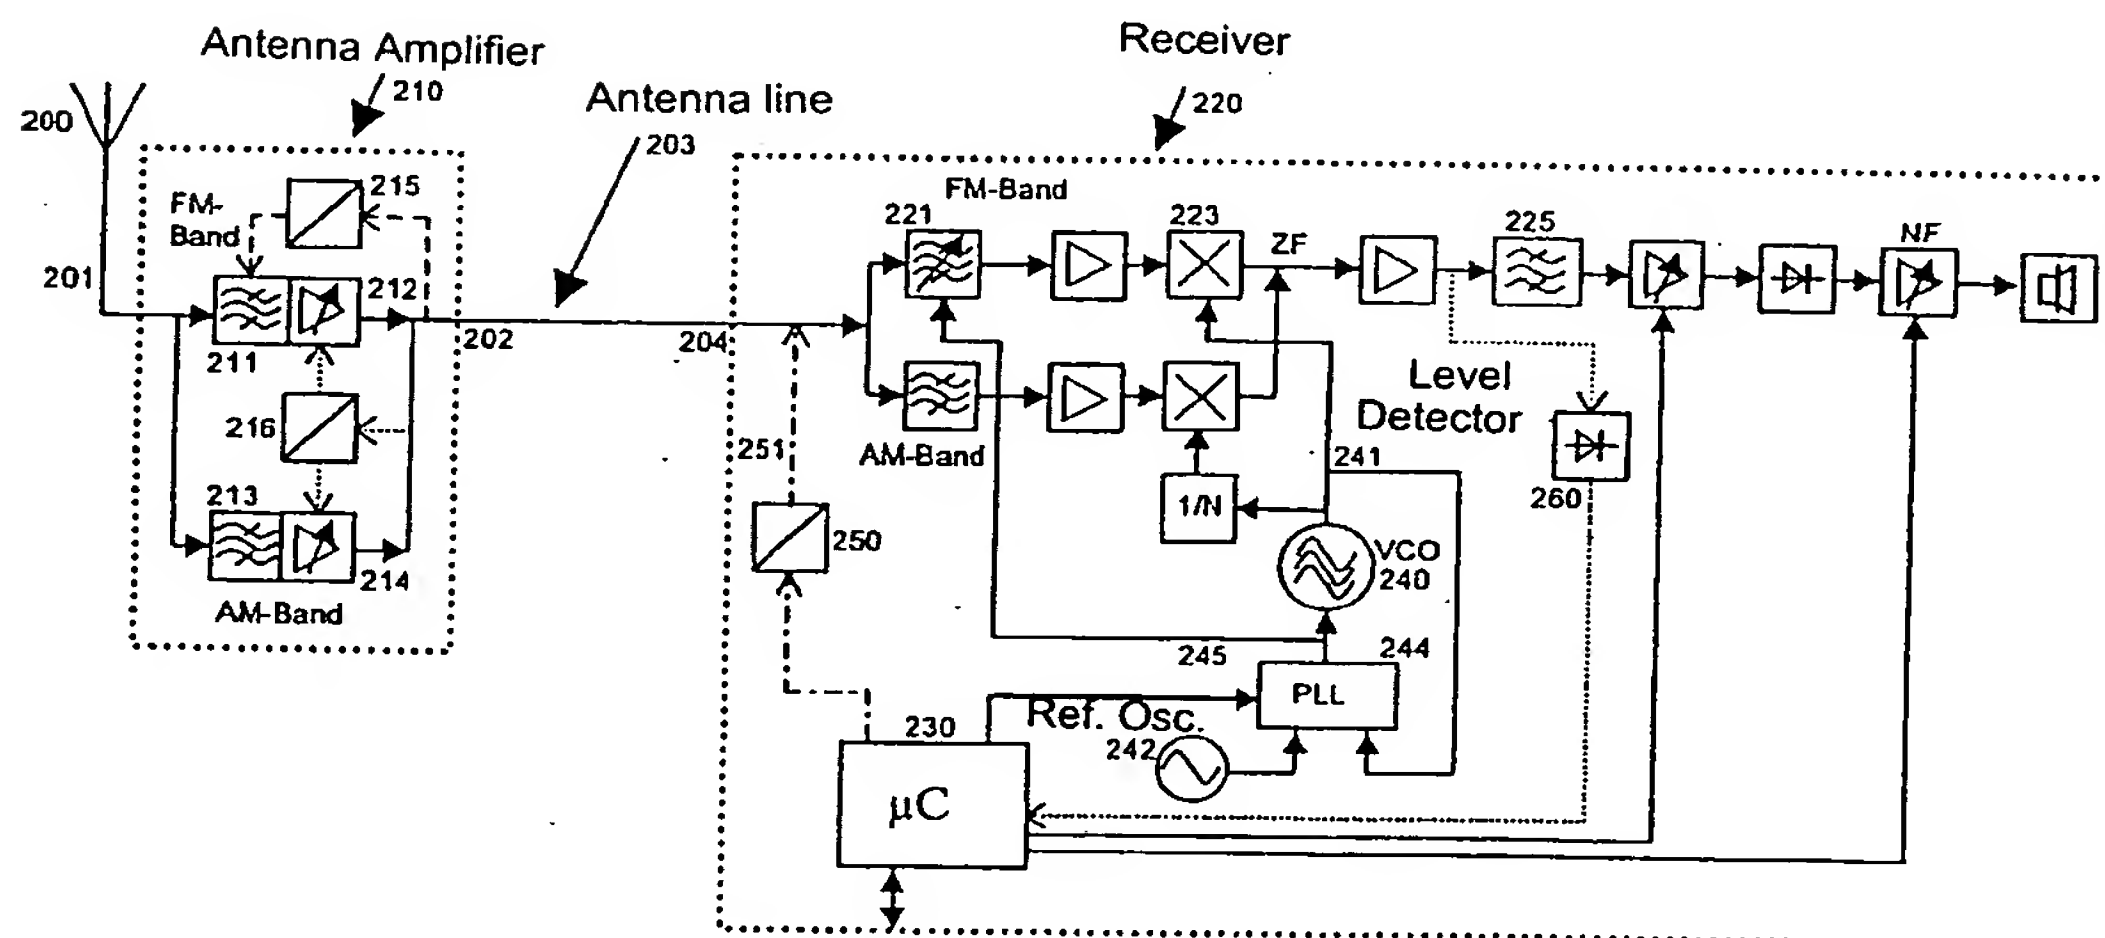 Antenna Amplifier
210
Antenna line
203
Receiver
220
200
201
FM-
Band
215
212
211
216
213
214
AM-Band
202
204
FM-Band
221
223
ZF
225
NF
AM-Band
251
250
1/N
241
Level
Detector
260
VCO
240
245
244
PLL
Ref. Osc.
242
230
µC